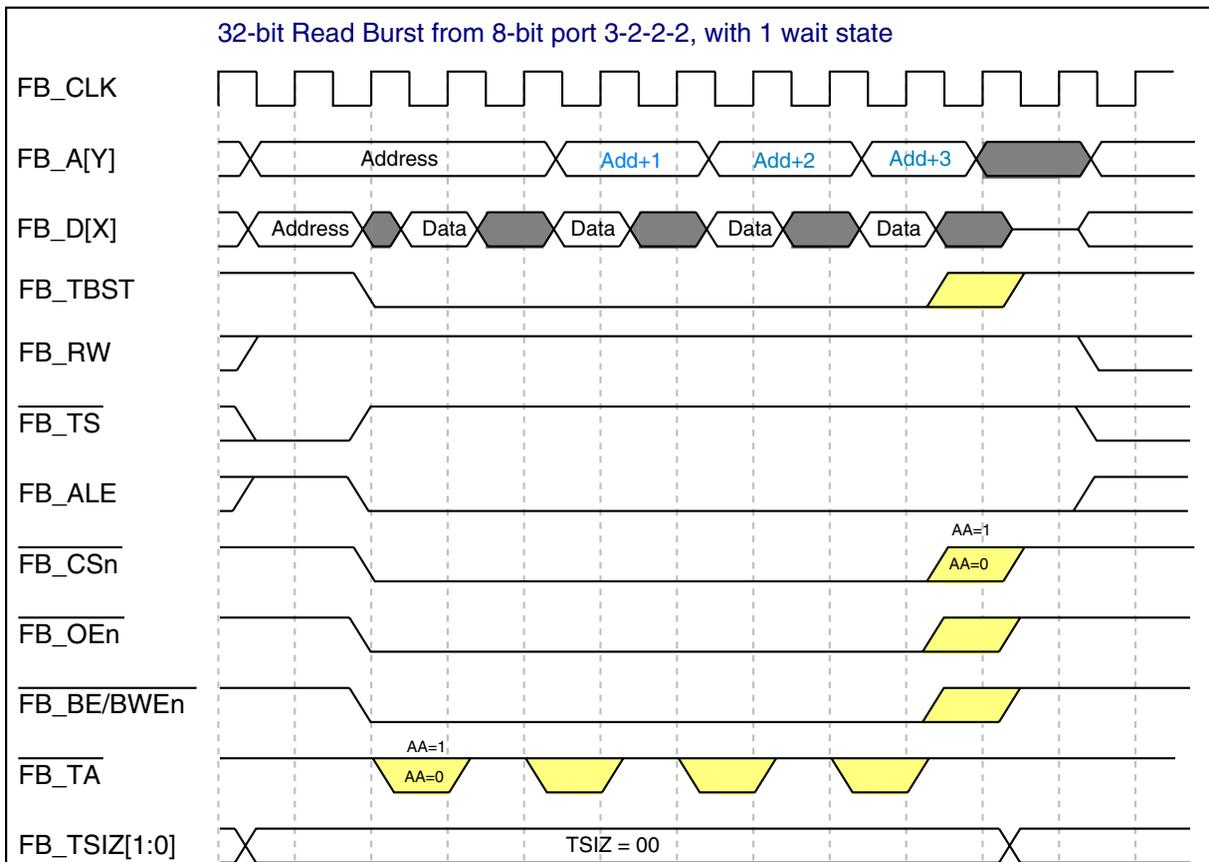 32-bit Read Burst from 8-bit port 3-2-2-2, with 1 wait state
FB_CLK
FB_A[Y] Address Add+1 Add+2 Add+3
FB_D[X] Address Data Data Data Data
FB_TBST
FB_RW
FB_TS
FB_ALE
AA=1
FB_CSn AA=0
FB_OEn
FB_BE/BWEn
AA=1
FB_TA AA=0
FB_TSIZ[1:0] TSIZ = 00